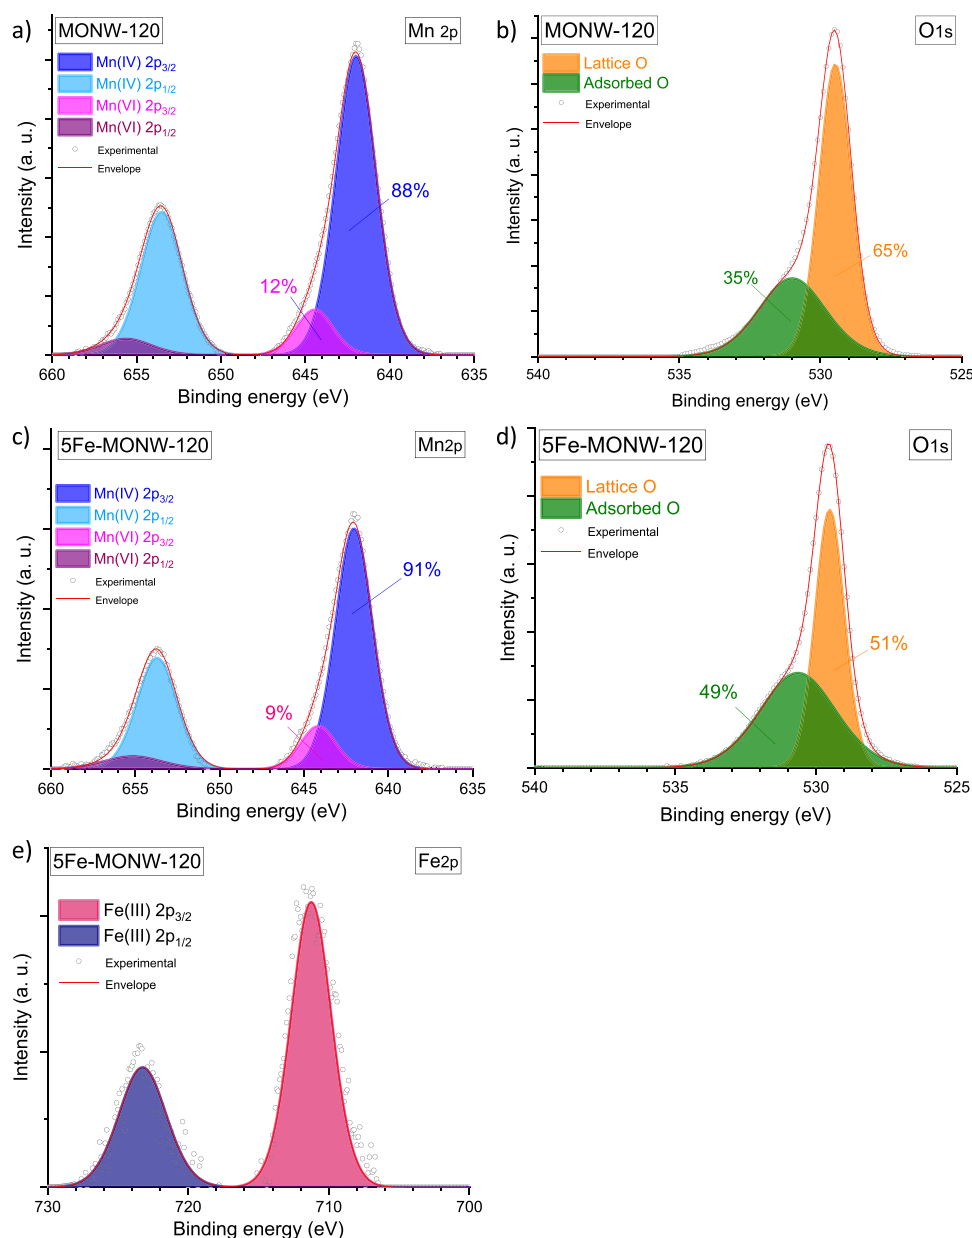 a)
MONW-120
Mn 2p
Mn(IV) 2p3/2
Mn(IV) 2p1/2
Mn(VI) 2p3/2
Mn(VI) 2p1/2
Experimental
Envelope
88%
12%
Intensity (a. u.)
660 655 650 645 640 635
Binding energy (eV)
b)
MONW-120
O1s
Lattice O
Adsorbed O
Experimental
Envelope
65%
35%
Intensity (a. u.)
540 535 530 525
Binding energy (eV)
c)
5Fe-MONW-120
Mn2p
Mn(IV) 2p3/2
Mn(IV) 2p1/2
Mn(VI) 2p3/2
Mn(VI) 2p1/2
Experimental
Envelope
91%
9%
Intensity (a. u.)
660 655 650 645 640 635
Binding energy (eV)
d)
5Fe-MONW-120
O1s
Lattice O
Adsorbed O
Experimental
Envelope
51%
49%
Intensity (a. u.)
540 535 530 525
Binding energy (eV)
e)
5Fe-MONW-120
Fe2p
Fe(III) 2p3/2
Fe(III) 2p1/2
Experimental
Envelope
Intensity (a. u.)
730 720 710 700
Binding energy (eV)